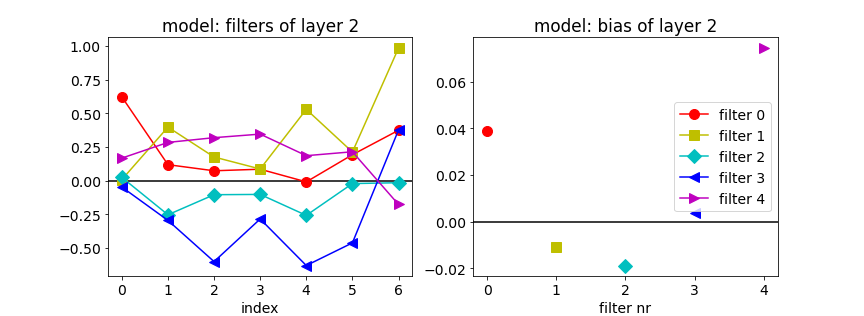 model: filters of layer 2
1.00
0.75
0.50
0.25
0.00
−0.25
−0.50
0 1 2 3 4 5 6
index
model: bias of layer 2
0.06
0.04
0.02
0.00
−0.02
filter 0
filter 1
filter 2
filter 3
filter 4
0 1 2 3 4
filter nr